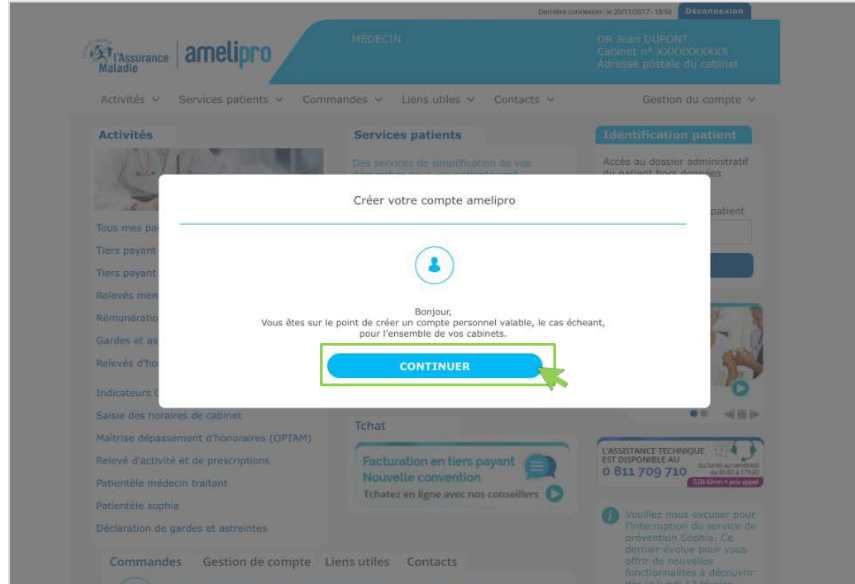 Dernière connexion : le 20/11/2017 - 18:56 Déconnexion
l'Assurance
Maladie
amelipro
MÉDECIN
DR Jean DUPONT
Cabinet n° XXXXXXXXXX
Adresse postale du cabinet
Activités Services patients Commandes Liens utiles Contacts Gestion du compte
Activités
Services patients
Identification patient
Des services de simplification de vos
Accès au dossier administratif
du patient hors données
patient
Créer votre compte amelipro
Bonjour,
Vous êtes sur le point de créer un compte personnel valable, le cas échéant,
pour l'ensemble de vos cabinets.
CONTINUER
Tous mes
Tiers payant
Tiers payant
Relevés
Gardes et
Relevés
Indicateurs
Saisie des horaires de cabinet
Maîtrise dépassement d'honoraires (OPTAM)
Relevé d'activité et de prescriptions
Patientèle médecin traitant
Patientèle sophia
Déclaration de gardes et astreintes
Tchat
Facturation en tiers payant
Nouvelle convention
Tchatez en ligne avec nos conseillers
L'ASSISTANCE TECHNIQUE
EST DISPONIBLE AU
0 811 709 710
du lundi au vendredi
de 8h30 à 17h30
0,06 €/mn + prix appel
Veuillez nous excuser pour
l'interruption du service de
prévention Sophia. Ce
dernier évolue pour vous
offrir de nouvelles
fonctionnalités à découvrir
Commandes Gestion de compte Liens utiles Contacts